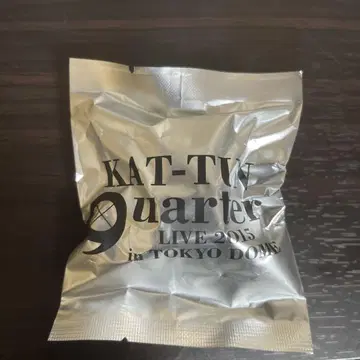 KAT-TUN
quarter
LIVE 2015
in TOKYO DOME